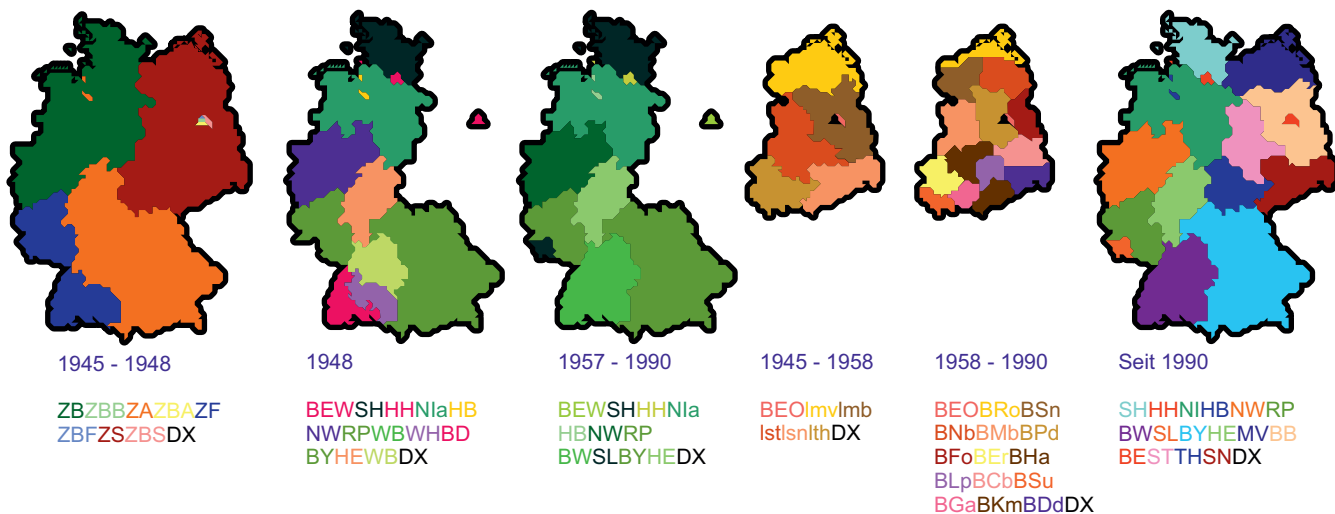 1945 - 1948
ZBZBBZAZBAZF
ZBFZSZBSDX
1948
BEWSHHHNIaHB
NWRPWBWHBD
BYHEWBDX
1957 - 1990
BEWSHHHNIa
HBNWRP
BWSLBYHEDX
1945 - 1958
BEOlmvlmb
lstlsnlthDX
1958 - 1990
BEOBRoBSn
BNbBMbBPd
BFoBErBHa
BLpBCbBSu
BGaBKmBDdDX
Seit 1990
SHHHNIHBNWRP
BWSLBYHEMVBB
BESTTHSNDX